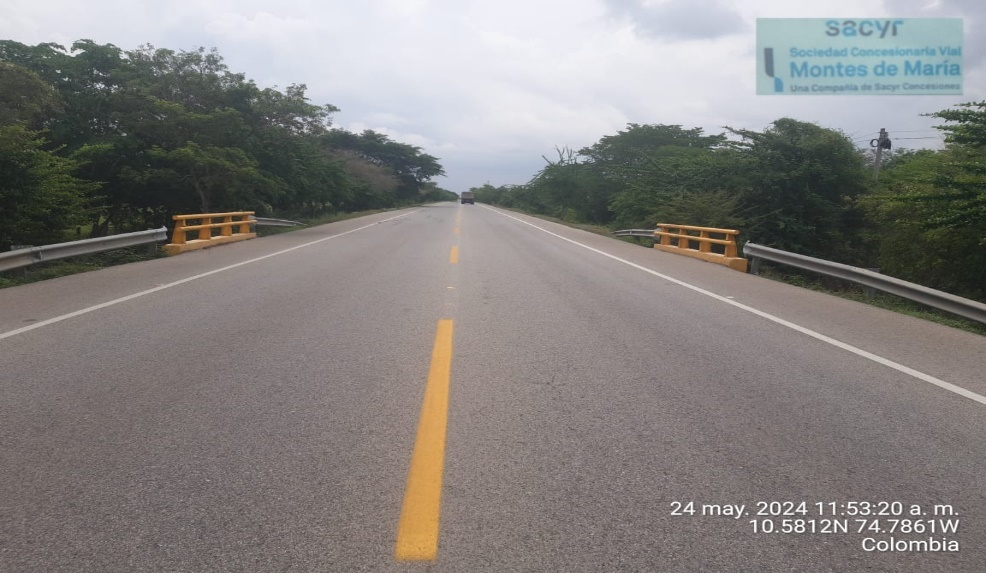 sacyr
Sociedad Concesionaria Vial
Montes de María
Una Compañía de Sacyr Concesiones
24 may. 2024 11:53:20 a. m.
10.5812N 74.7861W
Colombia